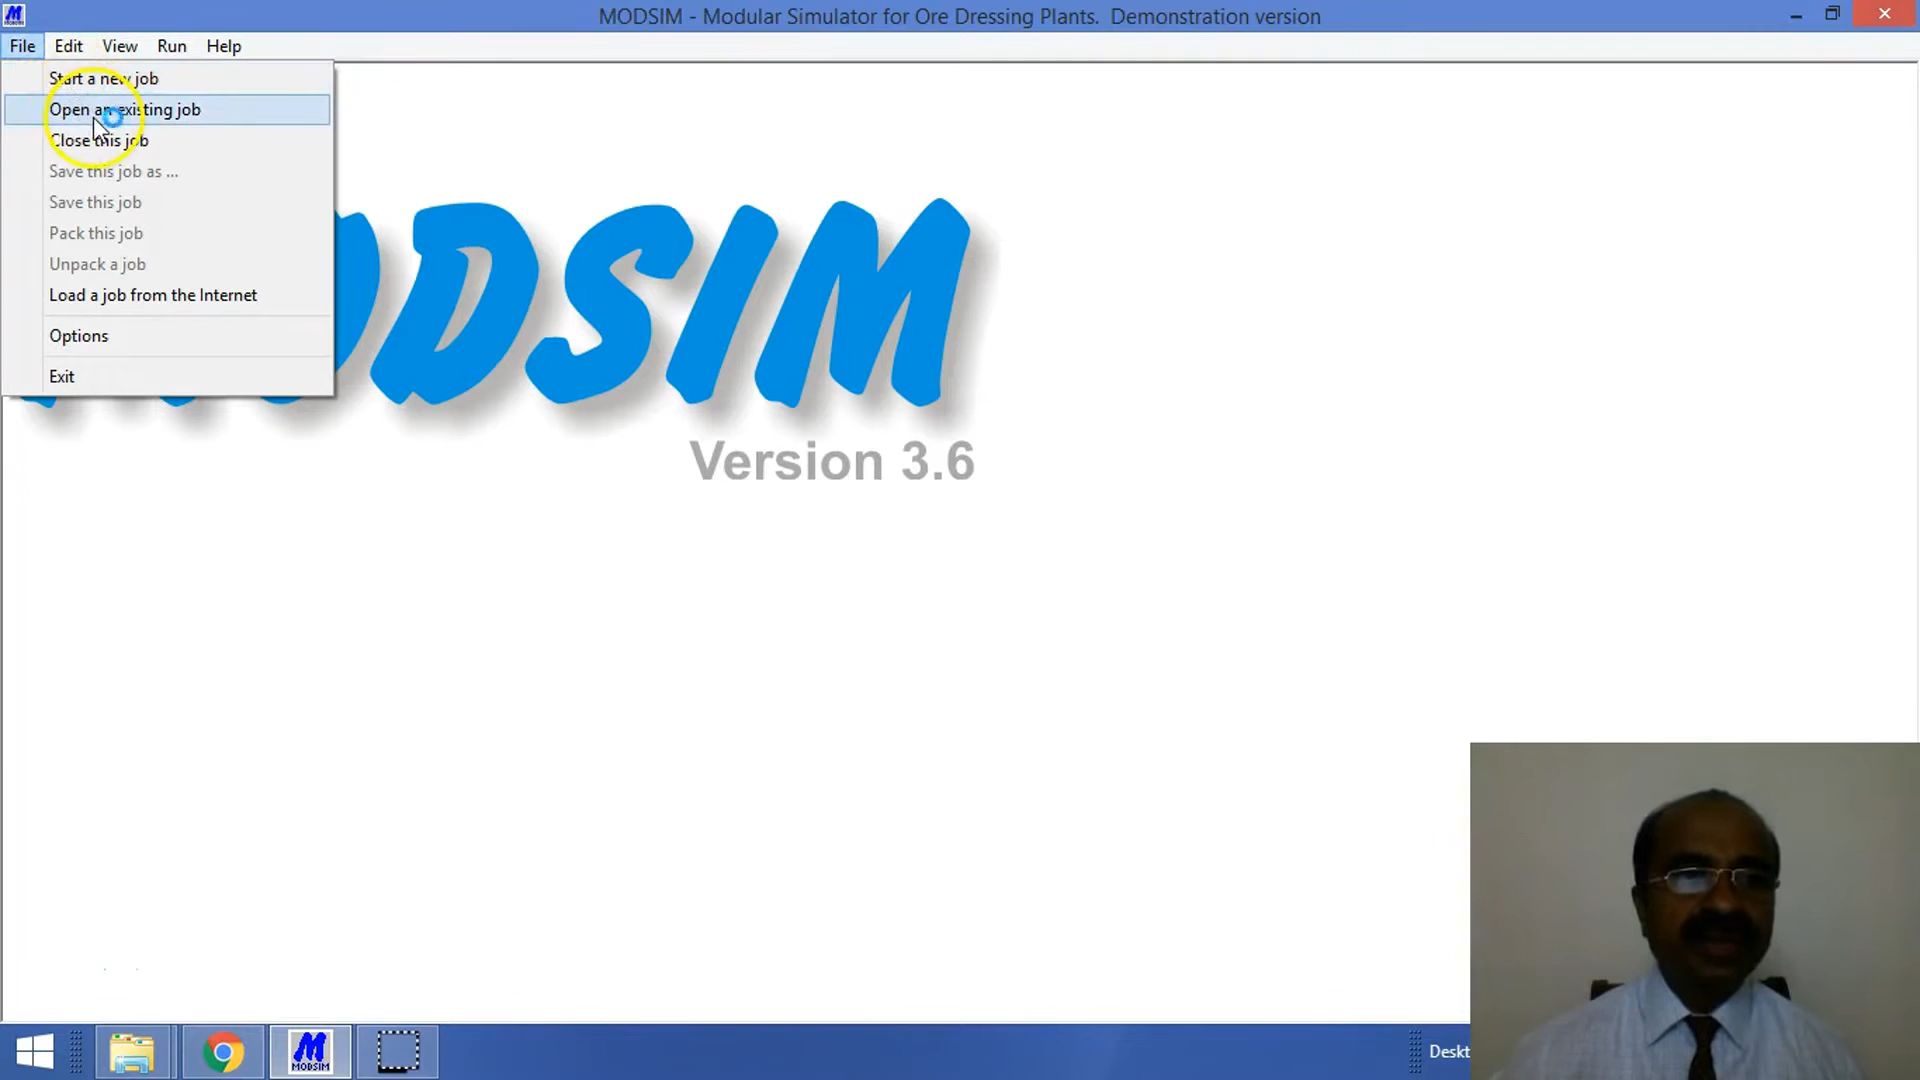 MODSIM - Modular Simulator for Ore Dressing Plants. Demonstration version
File Edit View Run Help
Start a new job
Open an existing job
Close this job
Save this job as ...
Save this job
Pack this job
Unpack a job
Load a job from the Internet
Options
Exit
ODSIM
Version 3.6
MODSIM
Deskt